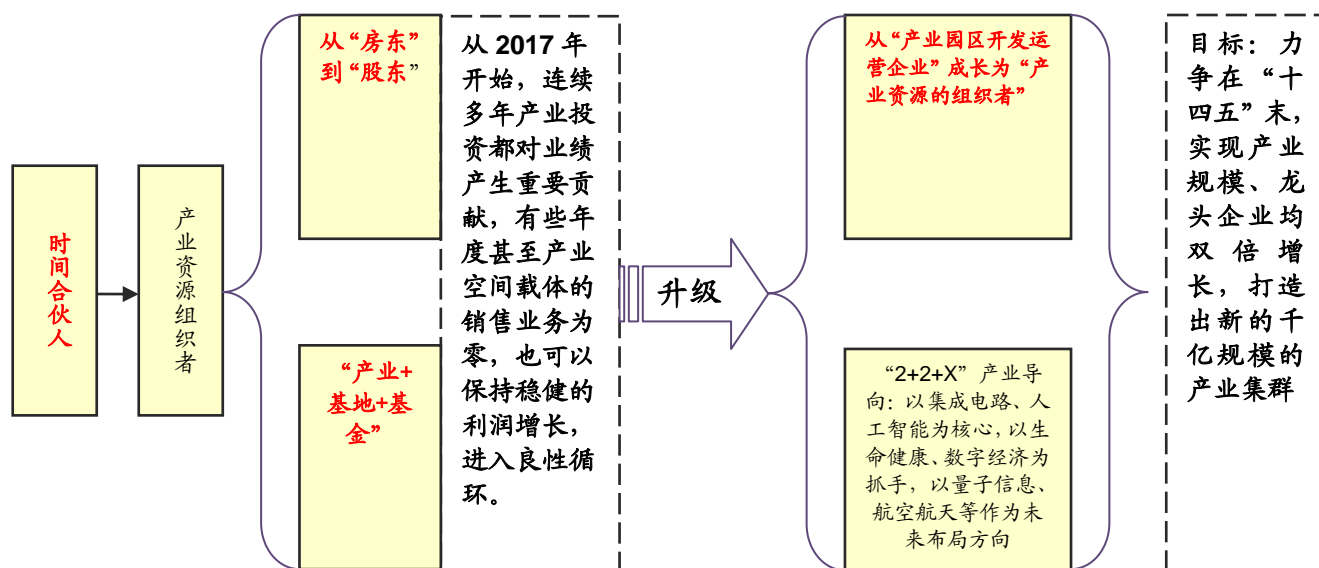 时
间
合
伙
人
产
业
资
源
组
织
者
从“房东”
到“股东”
“产业+
基地+基
金”
从 2017 年
开始，连续
多年产业投
资都对业绩
产生重要贡
献，有些年
度甚至产业
空间载体的
销售业务为
零，也可以
保持稳健的
利润增长，
进入良性循
环。
升级
从“产业园区开发运
营企业”成长为“产
业资源的组织者”
“2+2+X”产业导
向：以集成电路、人
工智能为核心，以生
命健康、数字经济为
抓手，以量子信息、
航空航天等作为未
来布局方向
目标：力
争在“十
四五”末，
实现产业
规模、龙
头企业均
双倍增
长，打造
出新的千
亿规模的
产业集群